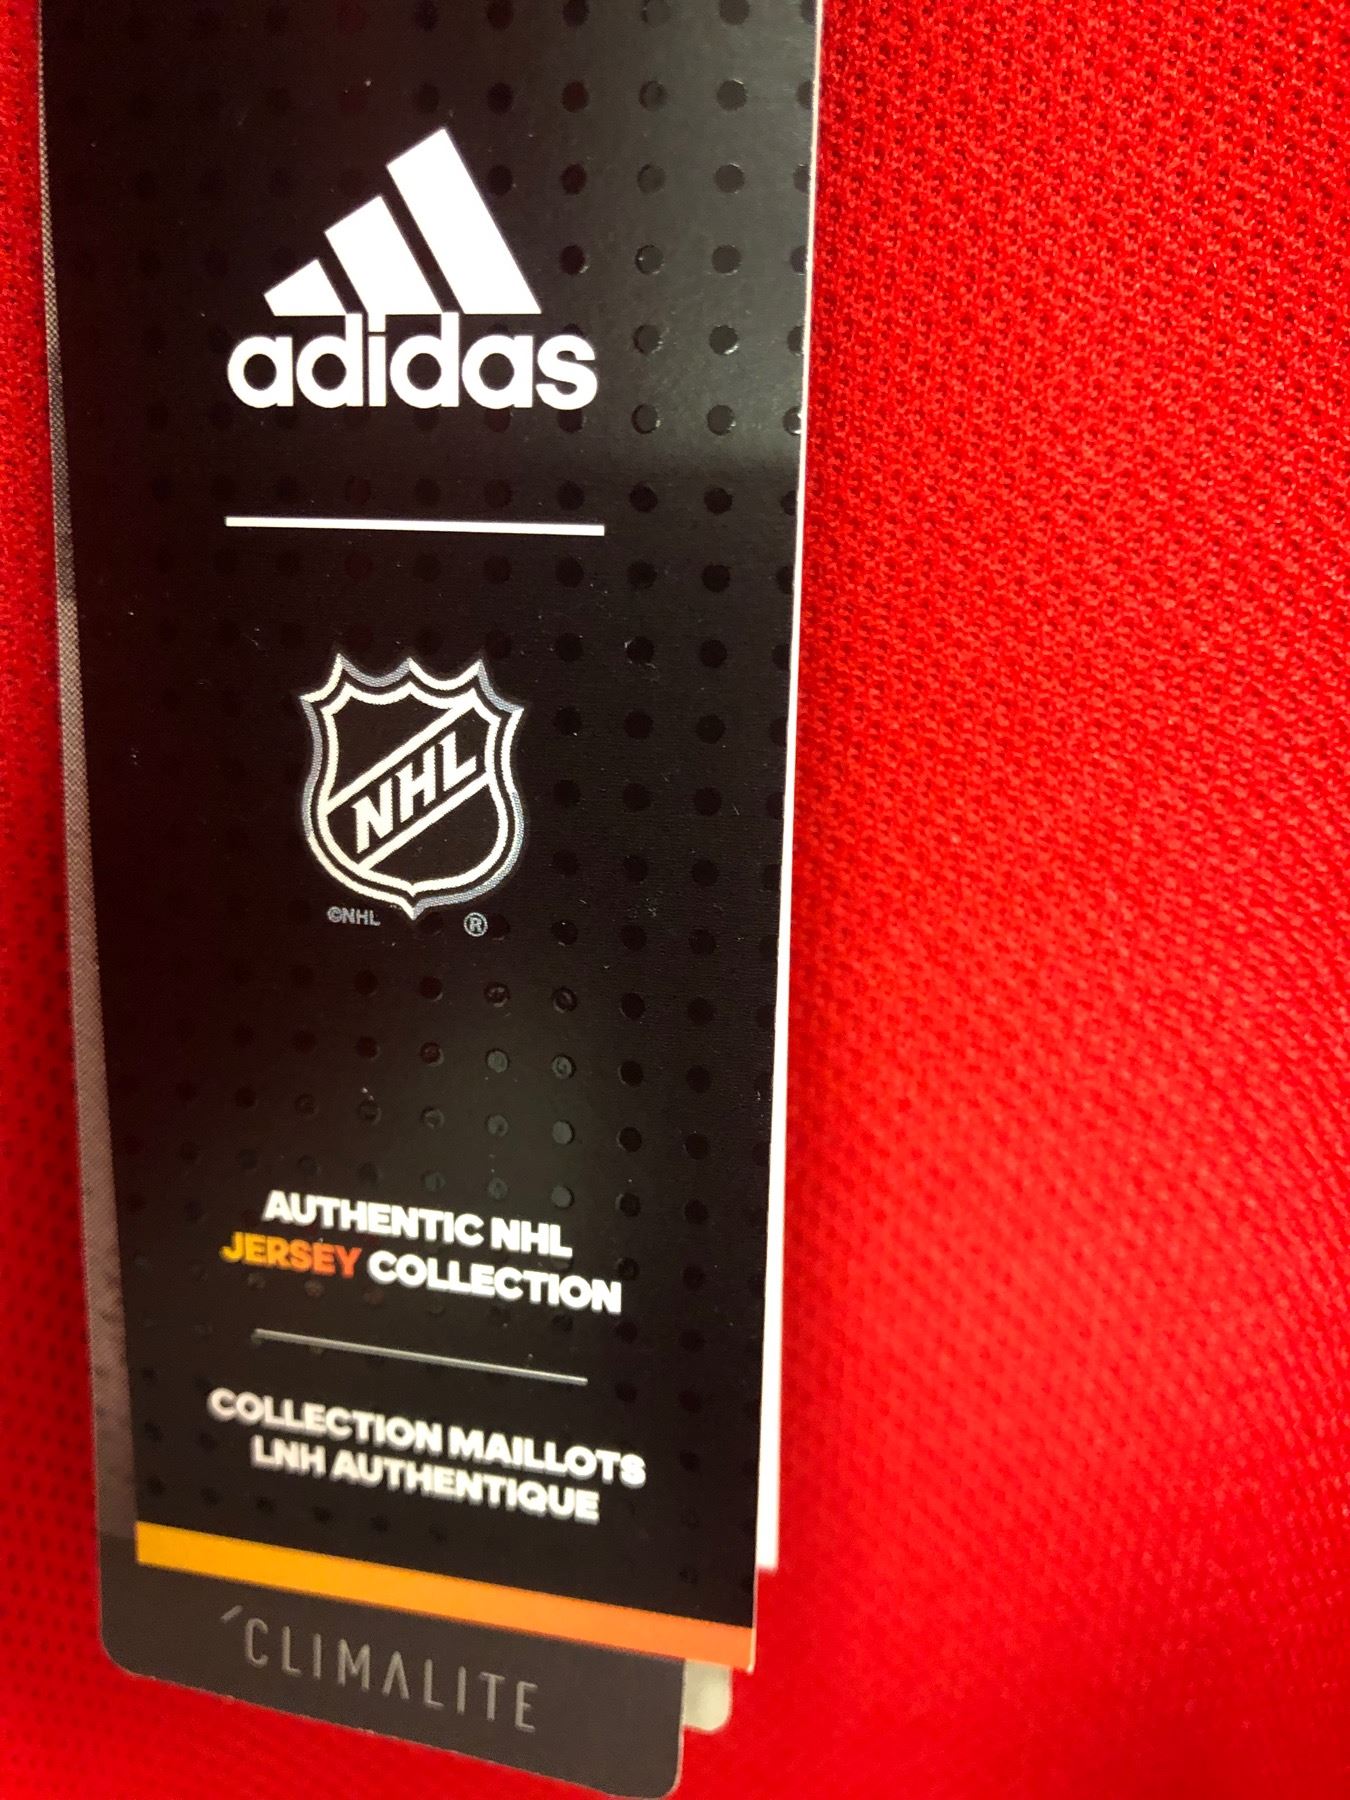 adidas
NHL
©NHL ®
AUTHENTIC NHL
JERSEY COLLECTION
COLLECTION MAILLOTS
LNH AUTHENTIQUE
CLIMALITE